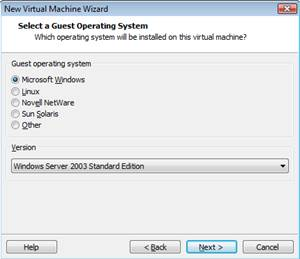 New Virtual Machine Wizard
Select a Guest Operating System
Which operating system will be installed on this virtual machine?
Guest operating system
Microsoft Windows
Linux
Novell NetWare
Sun Solaris
Other
Version
Windows Server 2003 Standard Edition
Help
< Back
Next >
Cancel